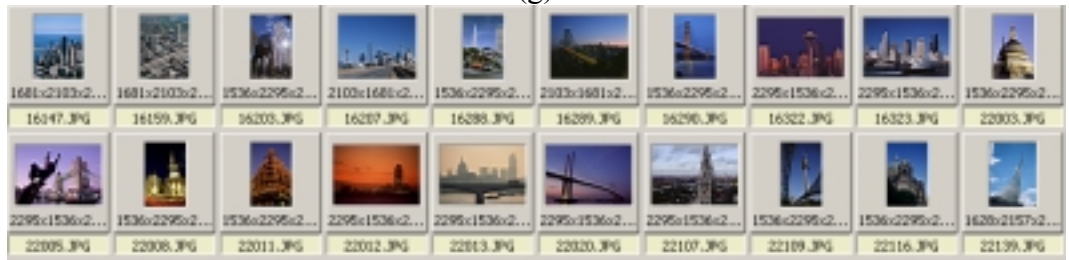 (g)
1681x2103x2... 1681x2103x2... 1536x2295x2... 2103x1681x2... 1536x2295x2... 2103x1681x2... 1536x2295x2... 2295x1536x2... 2295x1536x2... 1536x2295x2...
16147.JPG 16159.JPG 16203.JPG 16207.JPG 16288.JPG 16289.JPG 16290.JPG 16322.JPG 16323.JPG 22003.JPG
2295x1536x2... 1536x2295x2... 1536x2295x2... 2295x1536x2... 2295x1536x2... 2295x1536x2... 2295x1536x2... 1536x2295x2... 1536x2295x2... 1628x2157x2...
22005.JPG 22008.JPG 22011.JPG 22012.JPG 22013.JPG 22020.JPG 22107.JPG 22109.JPG 22116.JPG 22139.JPG